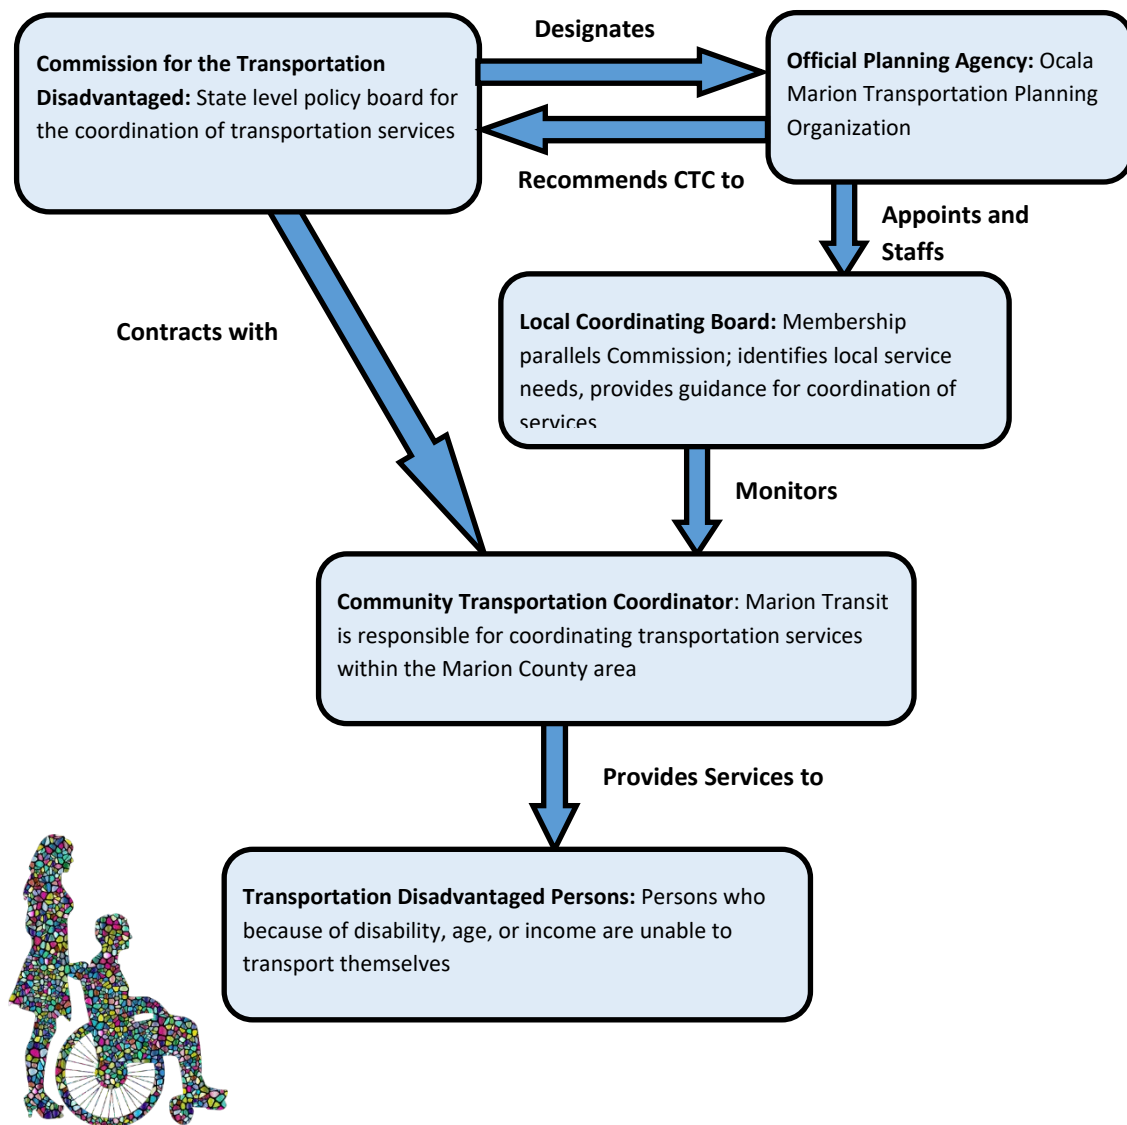 Designates
Commission for the Transportation
Disadvantaged: State level policy board for
the coordination of transportation services
Official Planning Agency: Ocala
Marion Transportation Planning
Organization
Recommends CTC to
Appoints and
Staffs
Contracts with
Local Coordinating Board: Membership
parallels Commission; identifies local service
needs, provides guidance for coordination of
services
Monitors
Community Transportation Coordinator: Marion Transit
is responsible for coordinating transportation services
within the Marion County area
Provides Services to
Transportation Disadvantaged Persons: Persons who
because of disability, age, or income are unable to
transport themselves